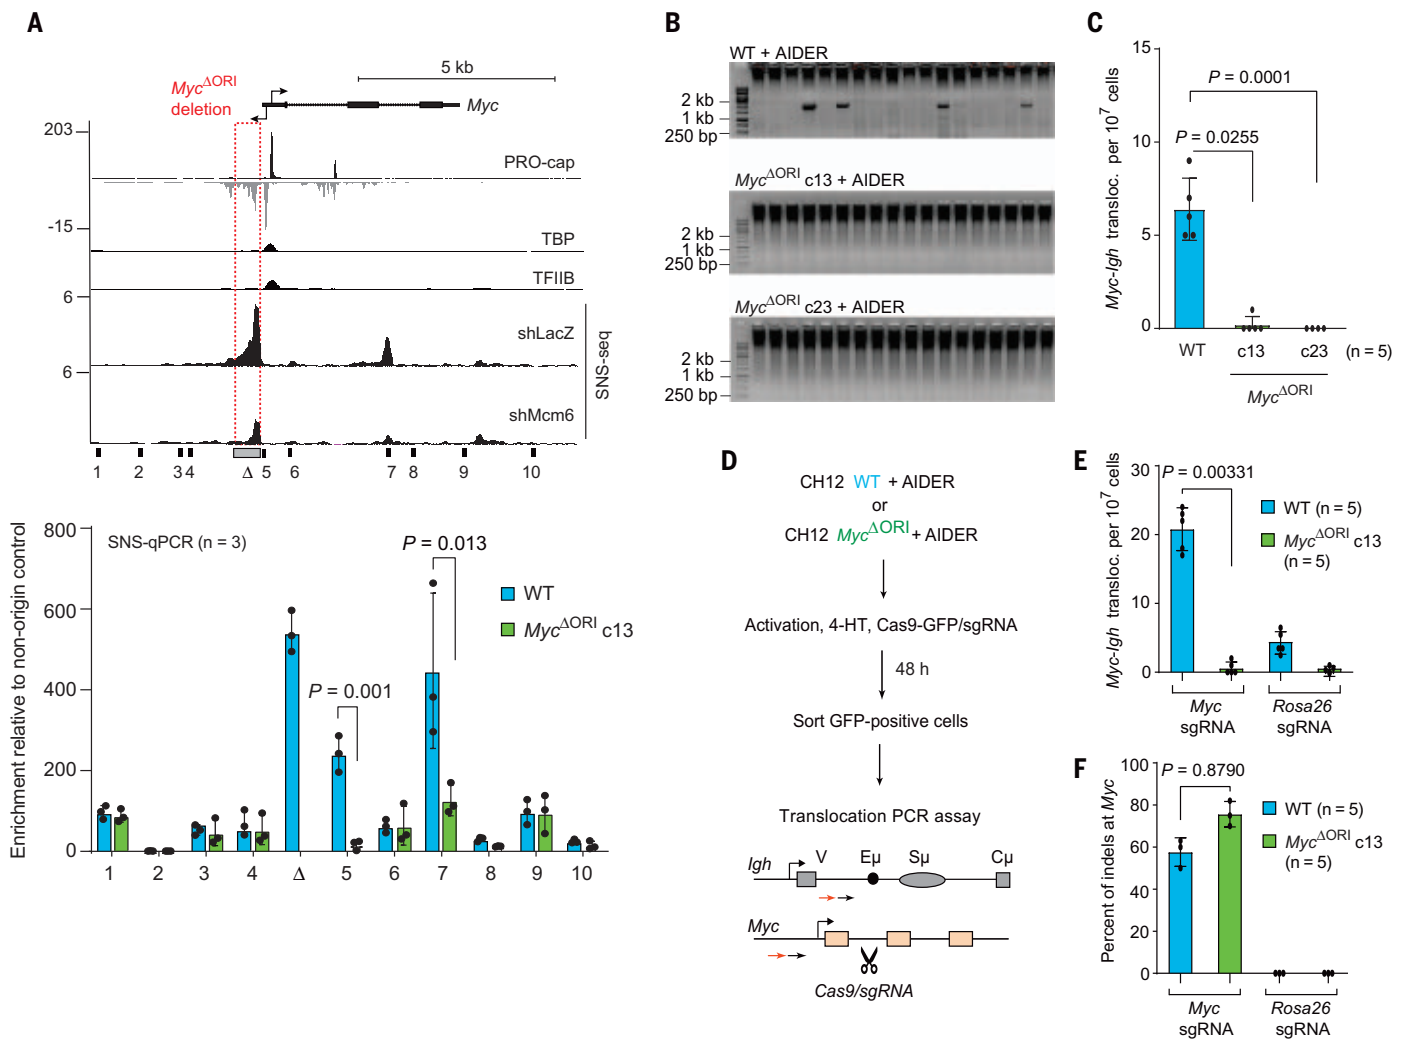 A
Myc ΔORI
deletion
5 kb
Myc
203
PRO-cap
-15
TBP
TFIIB
6
shLacZ
6
shMcm6
SNS-seq
1 2 3 4 Δ 5 6 7 8 9 10
Enrichment relative to non-origin control
800
600
400
200
0
SNS-qPCR (n = 3)
P = 0.001
P = 0.013
WT
Myc ΔORI c13
1 2 3 4 Δ 5 6 7 8 9 10
B
WT + AIDER
2 kb
1 kb
250 bp
Myc ΔORI c13 + AIDER
2 kb
1 kb
250 bp
Myc ΔORI c23 + AIDER
2 kb
1 kb
250 bp
C
Myc-Igh transloc. per 10⁷ cells
15
10
5
0
P = 0.0001
P = 0.0255
WT c13 c23 (n = 5)
Myc ΔORI
D
CH12 WT + AIDER
or
CH12 Myc ΔORI + AIDER
Activation, 4-HT, Cas9-GFP/sgRNA
48 h
Sort GFP-positive cells
Translocation PCR assay
Igh V Eμ Sμ Cμ
Myc
Cas9/sgRNA
E
Myc-Igh transloc. per 10⁷ cells
30
20
10
0
P = 0.00331
WT (n = 5)
Myc ΔORI c13
(n = 5)
Myc Rosa26
sgRNA sgRNA
F
Percent of indels at Myc
100
80
60
40
20
0
P = 0.8790
WT (n = 5)
Myc ΔORI c13
(n = 5)
Myc Rosa26
sgRNA sgRNA